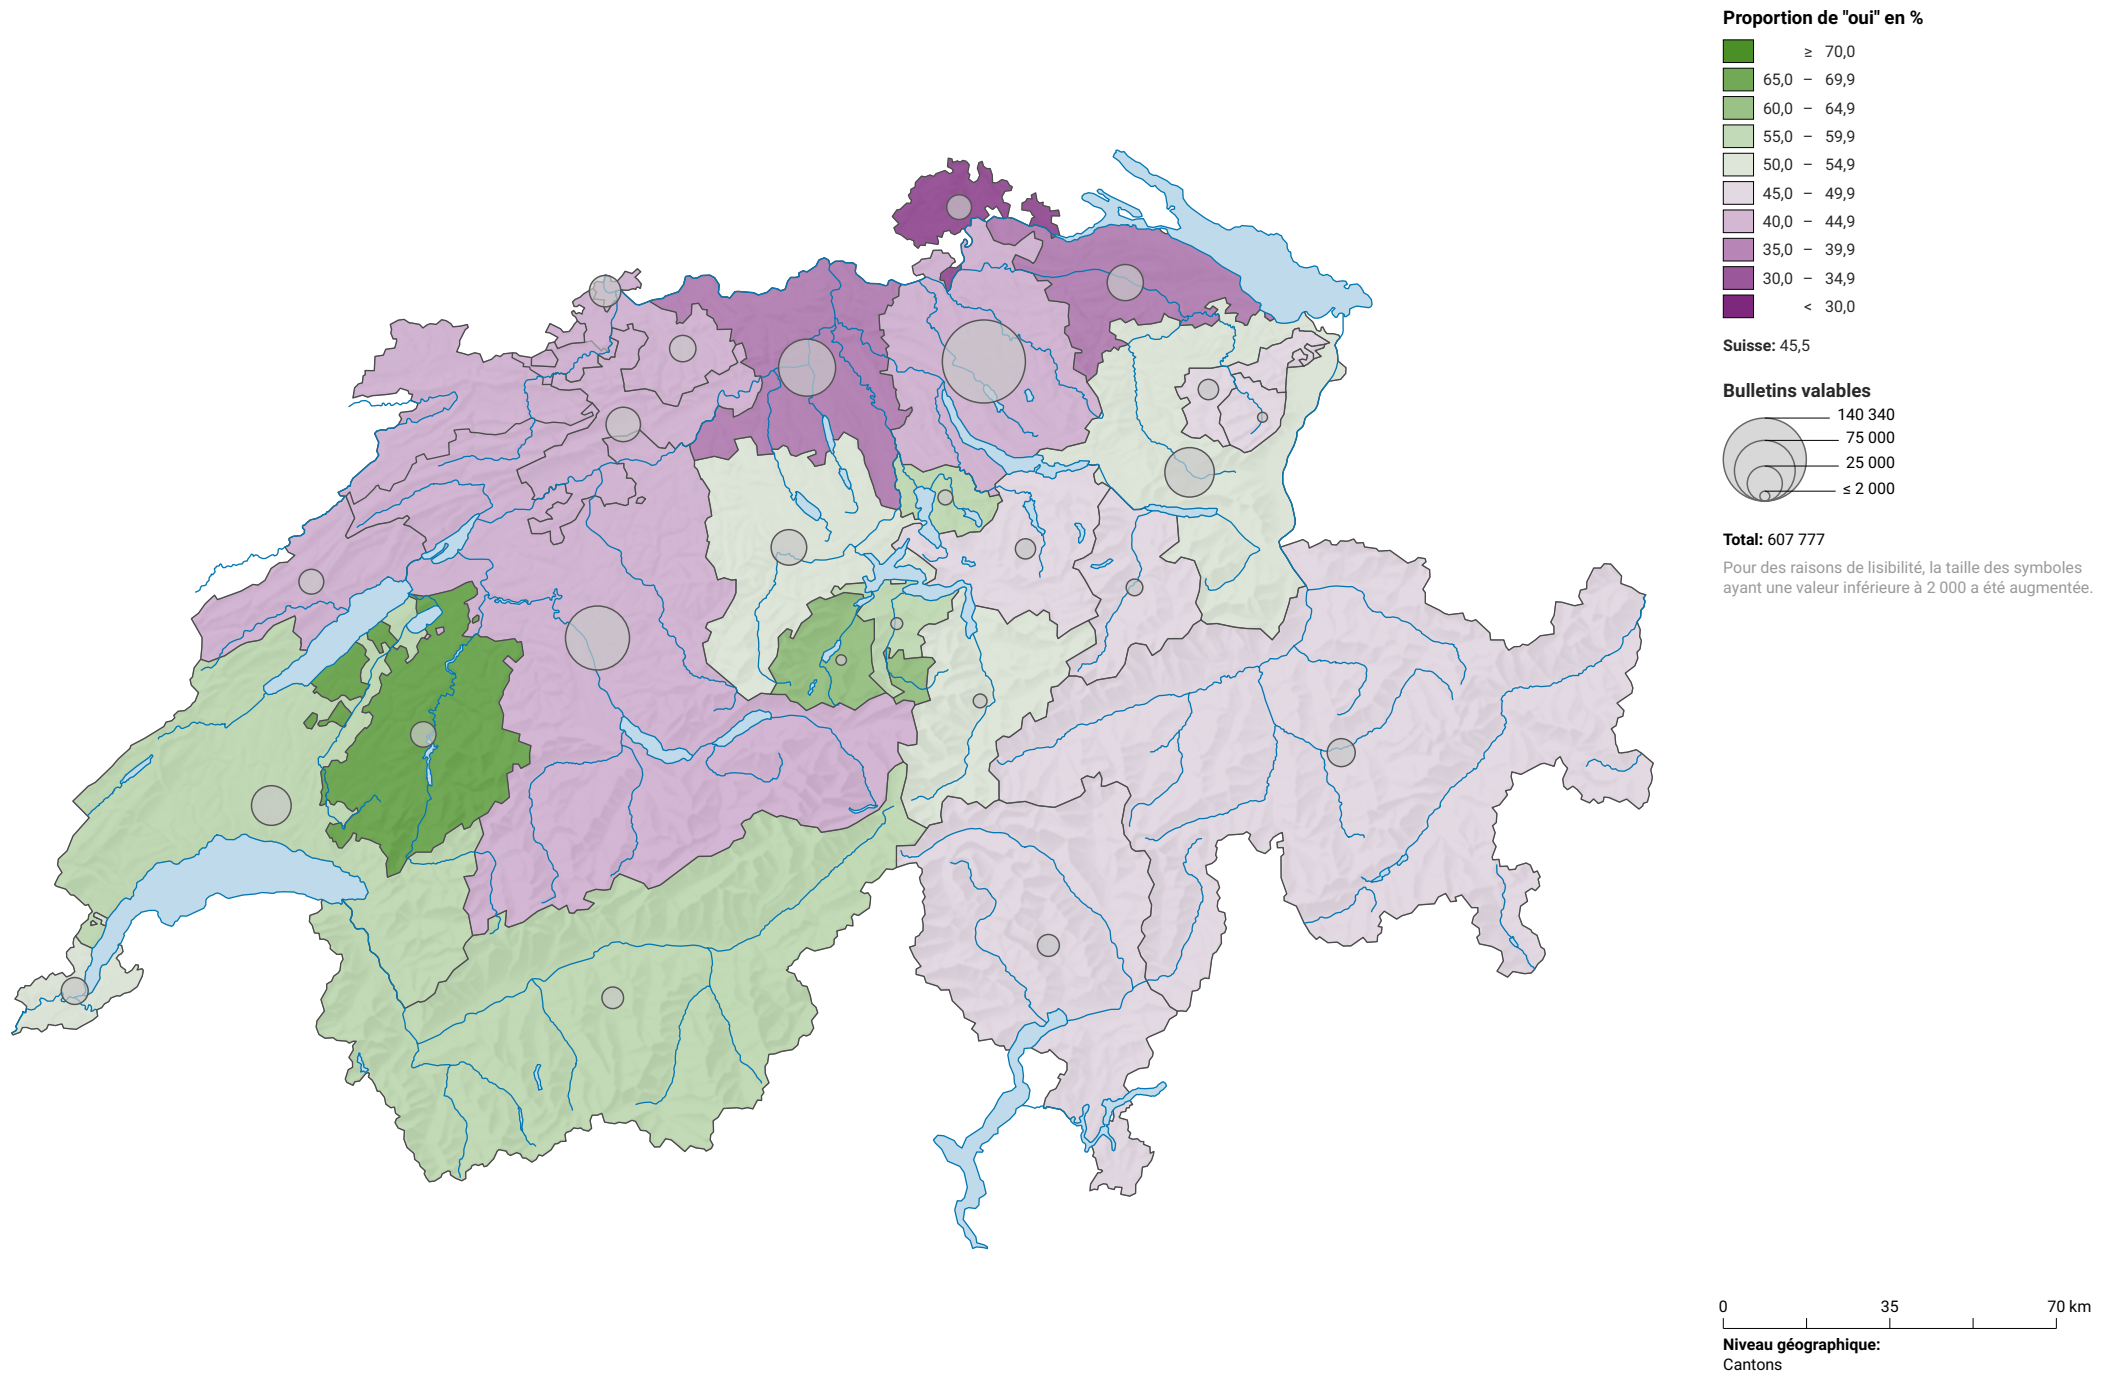 Proportion de "oui" en %
≥ 70,0
65,0 – 69,9
60,0 – 64,9
55,0 – 59,9
50,0 – 54,9
45,0 – 49,9
40,0 – 44,9
35,0 – 39,9
30,0 – 34,9
< 30,0
Suisse: 45,5
Bulletins valables
140 340
75 000
25 000
≤ 2 000
Total: 607 777
Pour des raisons de lisibilité, la taille des symboles
ayant une valeur inférieure à 2 000 a été augmentée.
0 35 70 km
Niveau géographique:
Cantons